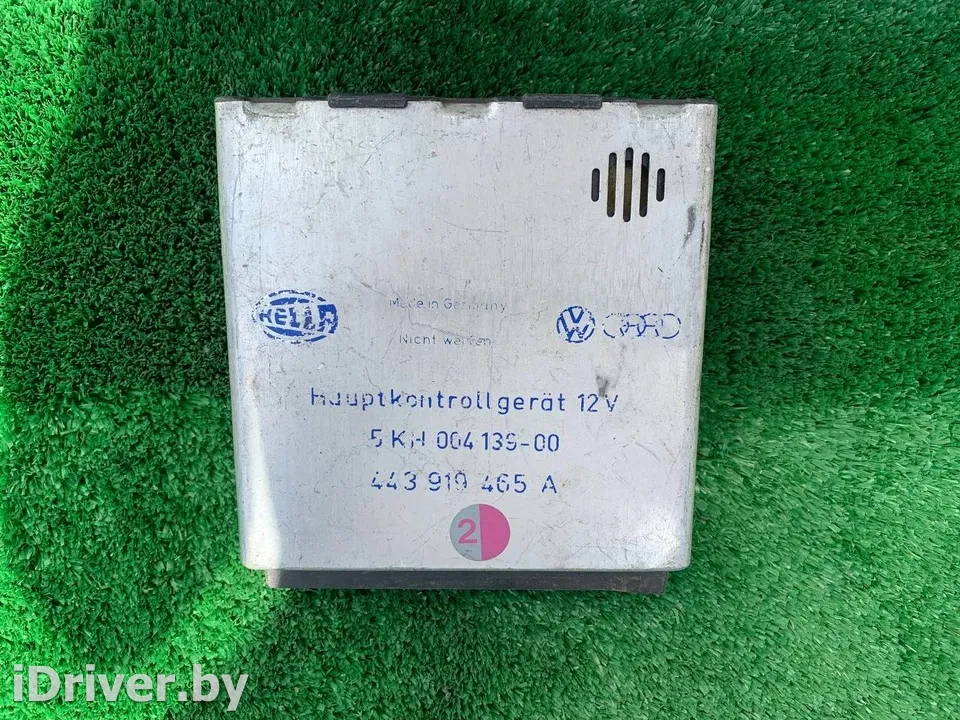 HELLA
Made in Germany
Nicht werfen
VW
Hauptkontrollgerät 12V
5 KH 004 139-00
443 919 465 A
2
iDriver.by